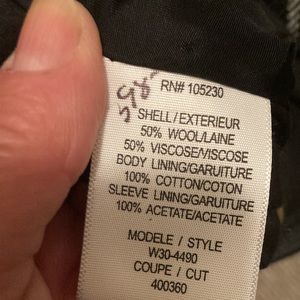 RN# 105230
SHELL/EXTERIEUR
50% WOOL/LAINE
50% VISCOSE/VISCOSE
BODY LINING/GARUITURE
100% COTTON/COTON
SLEEVE LINING/GARUITURE
100% ACETATE/ACETATE
MODELE / STYLE
W30-4490
COUPE / CUT
400360